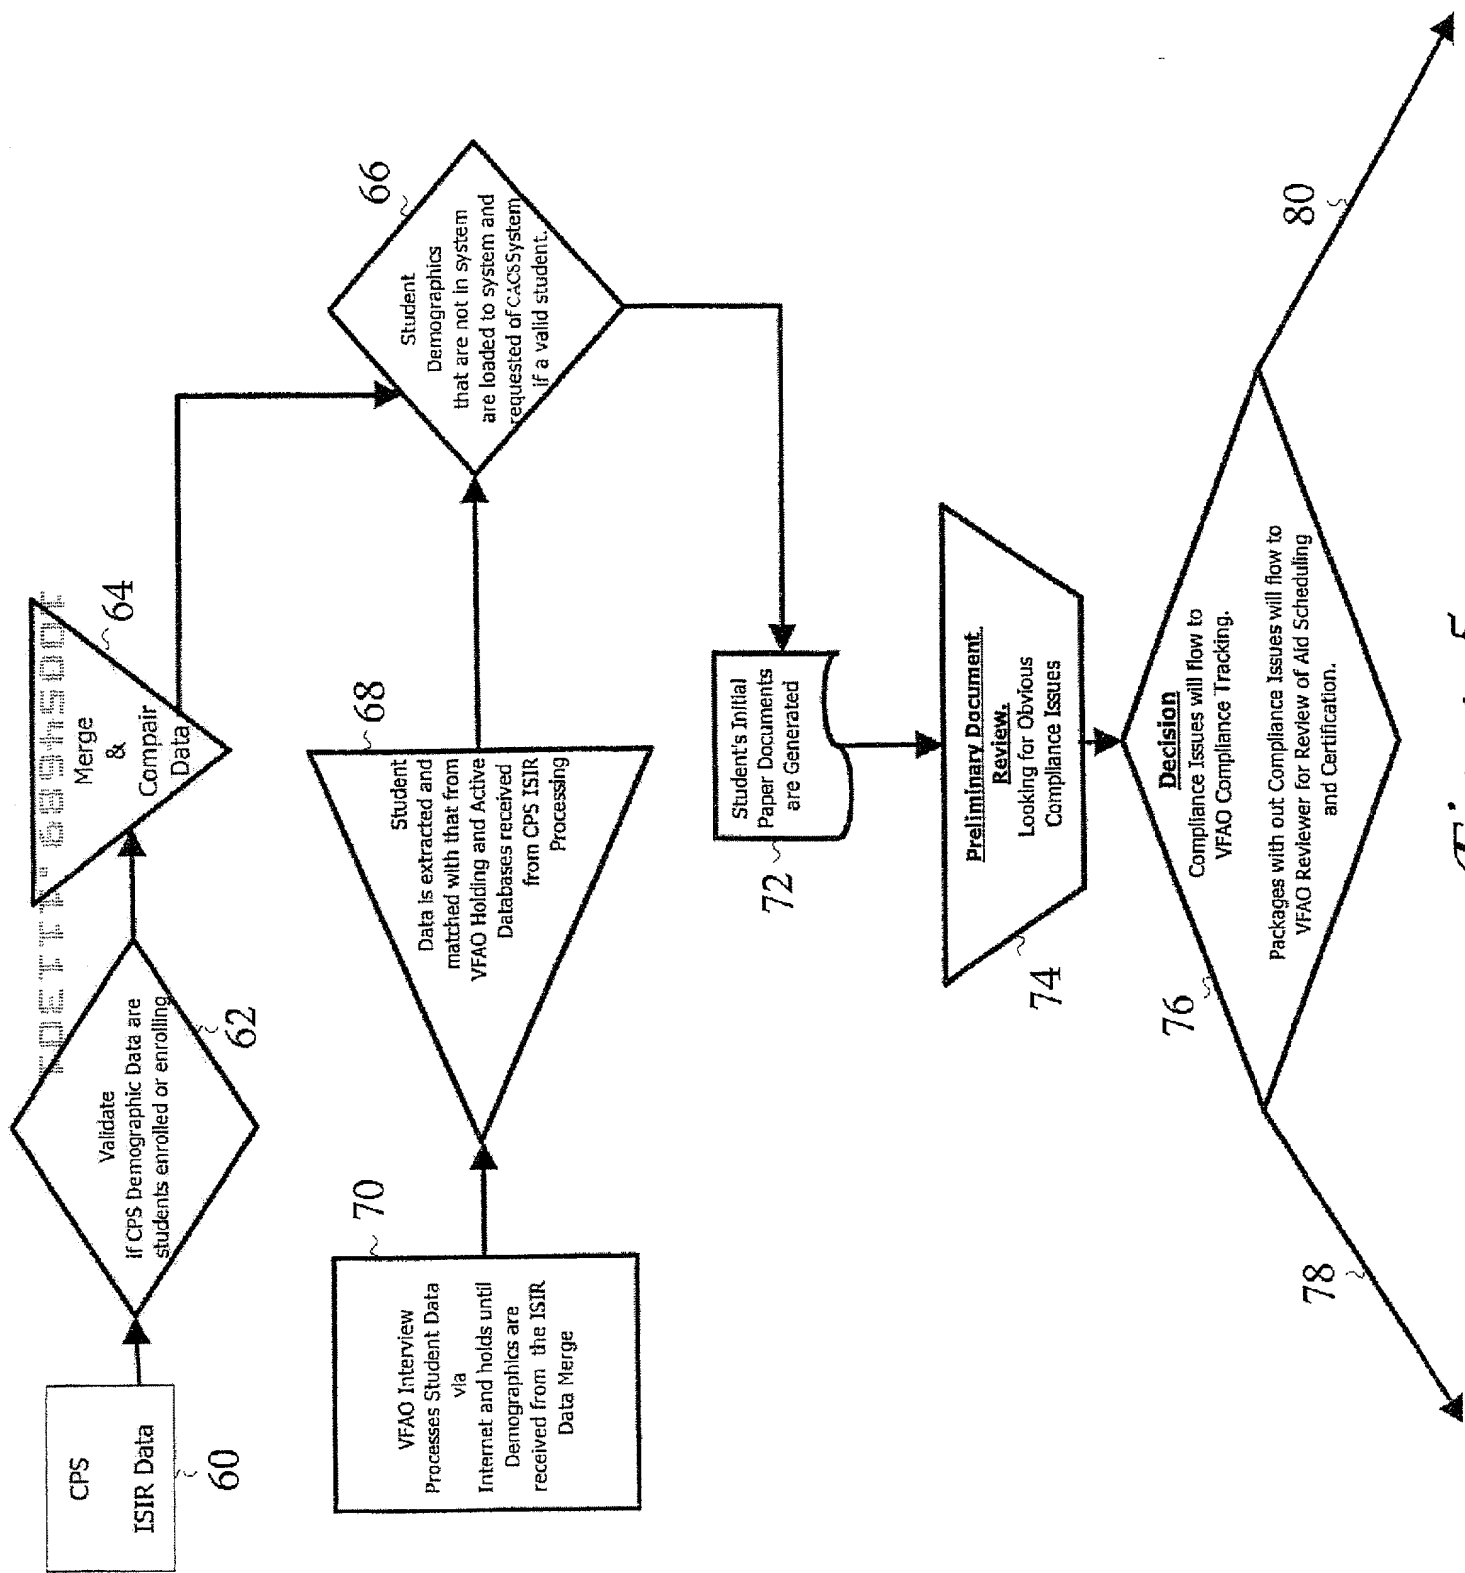 CPS
ISIR Data
60
Validate
if CPS Demographic Data are
students enrolled or enrolling
62
Merge
&
Compair
Data
64
VFAO Interview
Processes Student Data
via
Internet and holds until
Demographics are
received from the ISIR
Data Merge
70
Student
Data is extracted and
matched with that from
VFAO Holding and Active
Databases received
from CPS ISIR
Processing
68
Student
Demographics
that are not in system
are loaded to system and
requested of CACSSystem
if a valid student.
66
Student's Initial
Paper Documents
are Generated
72
Preliminary Document
Review.
Looking for Obvious
Compliance Issues
74
Decision
Compliance Issues will flow to
VFAO Compliance Tracking.
Packages with out Compliance Issues will flow to
VFAO Reviewer for Review of Aid Scheduling
and Certification.
76
78
80